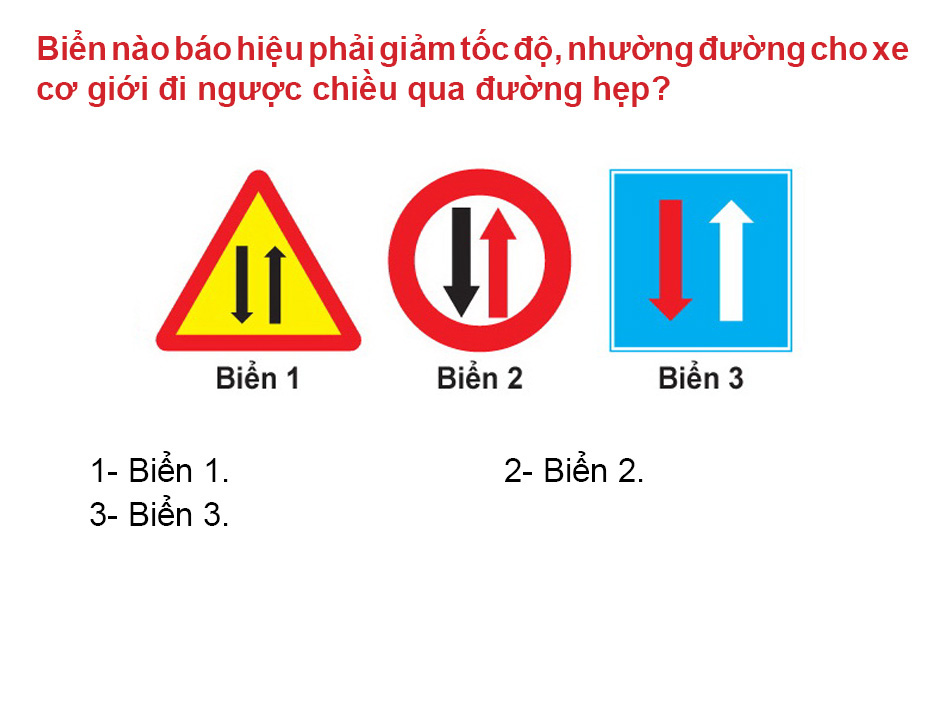 Biển nào báo hiệu phải giảm tốc độ, nhường đường cho xe
cơ giới đi ngược chiều qua đường hẹp?
Biển 1 Biển 2 Biển 3
1- Biển 1. 2- Biển 2.
3- Biển 3.